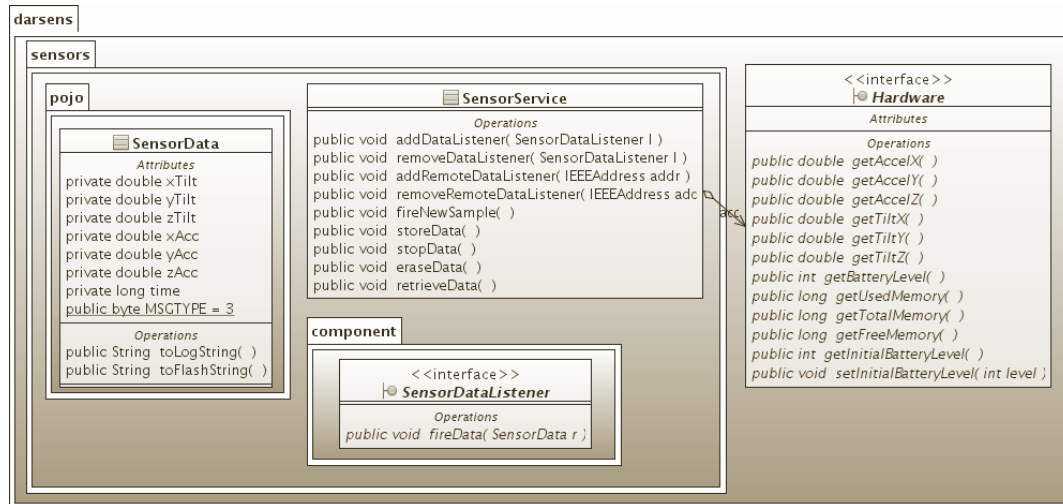 darsens
sensors
pojo
SensorData
Attributes
private double xTilt
private double yTilt
private double zTilt
private double xAcc
private double yAcc
private double zAcc
private long time
public byte MSGTYPE = 3
Operations
public String toLogString( )
public String toFlashString( )
SensorService
Operations
public void addDataListener( SensorDataListener l )
public void removeDataListener( SensorDataListener l )
public void addRemoteDataListener( IEEEAddress addr )
public void removeRemoteDataListener( IEEEAddress adc
public void fireNewSample( )
public void storeData( )
public void stopData( )
public void eraseData( )
public void retrieveData( )
acc
component
<<interface>>
SensorDataListener
Operations
public void fireData( SensorData r )
<<interface>>
Hardware
Attributes
Operations
public double getAccelX( )
public double getAccelY( )
public double getAccelZ( )
public double getTiltX( )
public double getTiltY( )
public double getTiltZ( )
public int getBatteryLevel( )
public long getUsedMemory( )
public long getTotalMemory( )
public long getFreeMemory( )
public int getInitialBatteryLevel( )
public void setInitialBatteryLevel( int level )